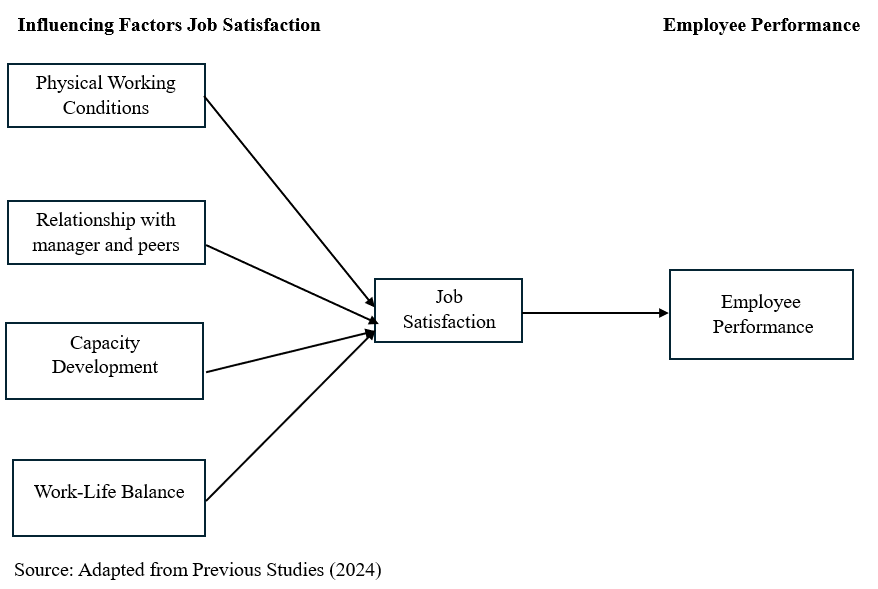 Influencing Factors Job Satisfaction
Employee Performance
Physical Working
Conditions
Relationship with
manager and peers
Capacity
Development
Work-Life Balance
Job
Satisfaction
Employee
Performance
Source: Adapted from Previous Studies (2024)